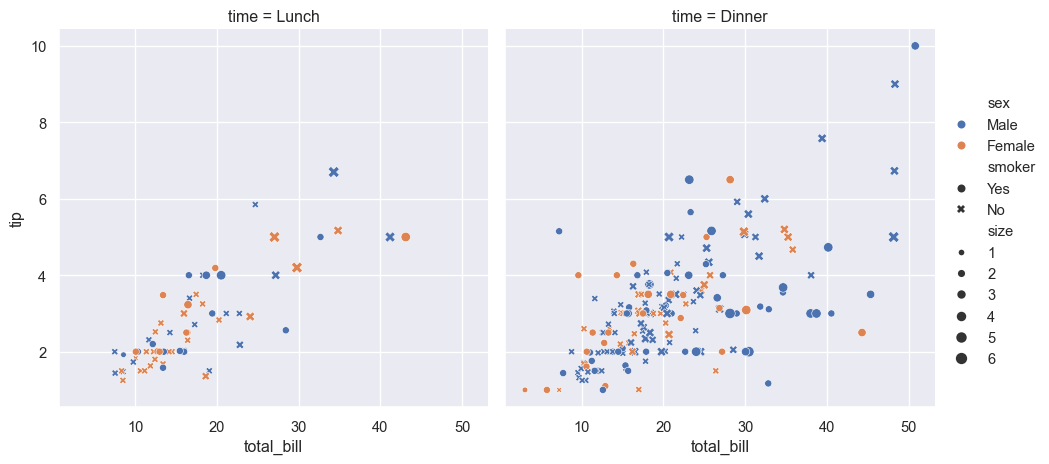 time = Lunch
time = Dinner
tip
10
8
6
4
2
10
20
30
40
50
total_bill
10
20
30
40
50
total_bill
sex
Male
Female
smoker
Yes
No
size
1
2
3
4
5
6